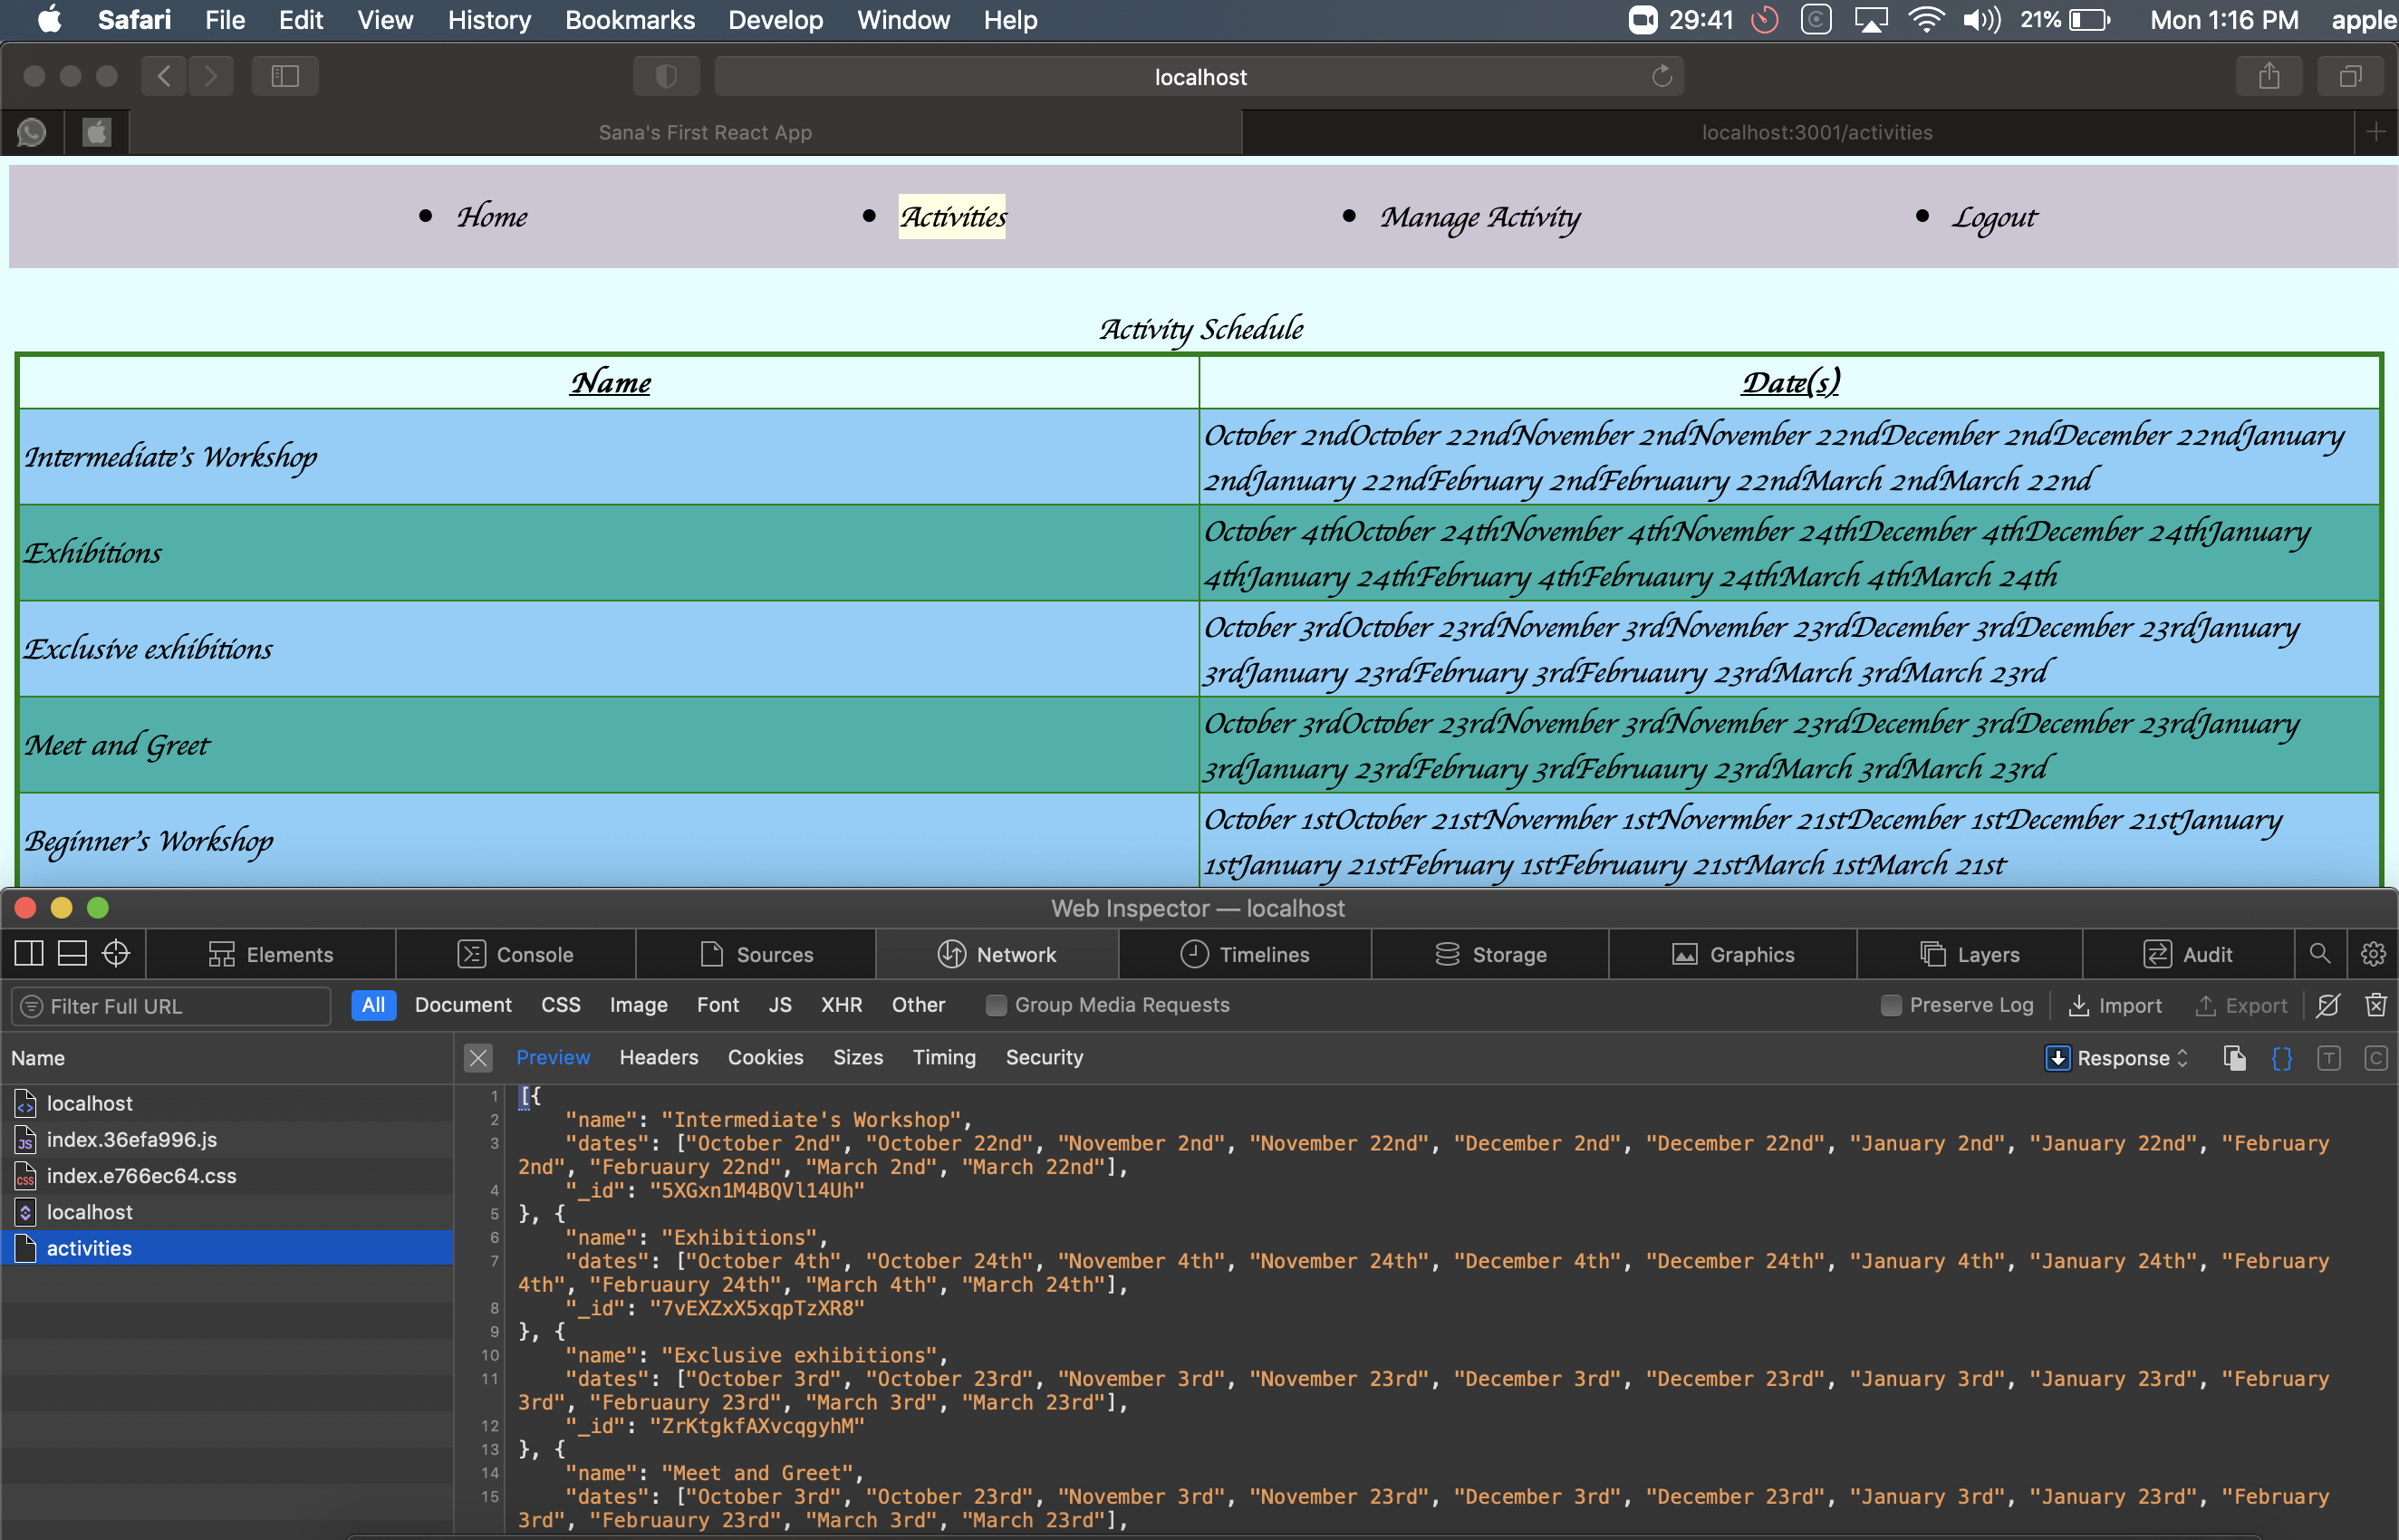 Safari File Edit View History Bookmarks Develop Window Help 29:41 21% Mon 1:16 PM apple
localhost
Sana's First React App localhost:3001/activities
Home Activities Manage Activity Logout
Activity Schedule
Name Date(s)
Intermediate's Workshop
October 2ndOctober 22ndNovember 2ndNovember 22ndDecember 2ndDecember 22ndJanuary
2ndJanuary 22ndFebruary 2ndFebruaury 22ndMarch 2ndMarch 22nd
Exhibitions
October 4thOctober 24thNovember 4thNovember 24thDecember 4thDecember 24thJanuary
4thJanuary 24thFebruary 4thFebruaury 24thMarch 4thMarch 24th
Exclusive exhibitions
October 3rdOctober 23rdNovember 3rdNovember 23rdDecember 3rdDecember 23rdJanuary
3rdJanuary 23rdFebruary 3rdFebruaury 23rdMarch 3rdMarch 23rd
Meet and Greet
October 3rdOctober 23rdNovember 3rdNovember 23rdDecember 3rdDecember 23rdJanuary
3rdJanuary 23rdFebruary 3rdFebruaury 23rdMarch 3rdMarch 23rd
Beginner's Workshop
October 1stOctober 21stNovermber 1stNovermber 21stDecember 1stDecember 21stJanuary
1stJanuary 21stFebruary 1stFebruaury 21stMarch 1stMarch 21st
Web Inspector — localhost
Elements Console Sources Network Timelines Storage Graphics Layers Audit
Filter Full URL All Document CSS Image Font JS XHR Other Group Media Requests Preserve Log Import Export
Name
Preview Headers Cookies Sizes Timing Security Response {} T C
localhost
index.36efa996.js
index.e766ec64.css
localhost
activities
1 [{
2 "name": "Intermediate's Workshop",
3 "dates": ["October 2nd", "October 22nd", "November 2nd", "November 22nd", "December 2nd", "December 22nd", "January 2nd", "January 22nd", "February
2nd", "Februaury 22nd", "March 2nd", "March 22nd"],
4 "_id": "5XGxn1M4BQVl14Uh"
5 }, {
6 "name": "Exhibitions",
7 "dates": ["October 4th", "October 24th", "November 4th", "November 24th", "December 4th", "December 24th", "January 4th", "January 24th", "February
4th", "Februaury 24th", "March 4th", "March 24th"],
8 "_id": "7vEXZxX5xqpTzXR8"
9 }, {
10 "name": "Exclusive exhibitions",
11 "dates": ["October 3rd", "October 23rd", "November 3rd", "November 23rd", "December 3rd", "December 23rd", "January 3rd", "January 23rd", "February
3rd", "Februaury 23rd", "March 3rd", "March 23rd"],
12 "_id": "ZrKtgkfAXvcqgyhM"
13 }, {
14 "name": "Meet and Greet",
15 "dates": ["October 3rd", "October 23rd", "November 3rd", "November 23rd", "December 3rd", "December 23rd", "January 3rd", "January 23rd", "February
3rd", "Februaury 23rd", "March 3rd", "March 23rd"],